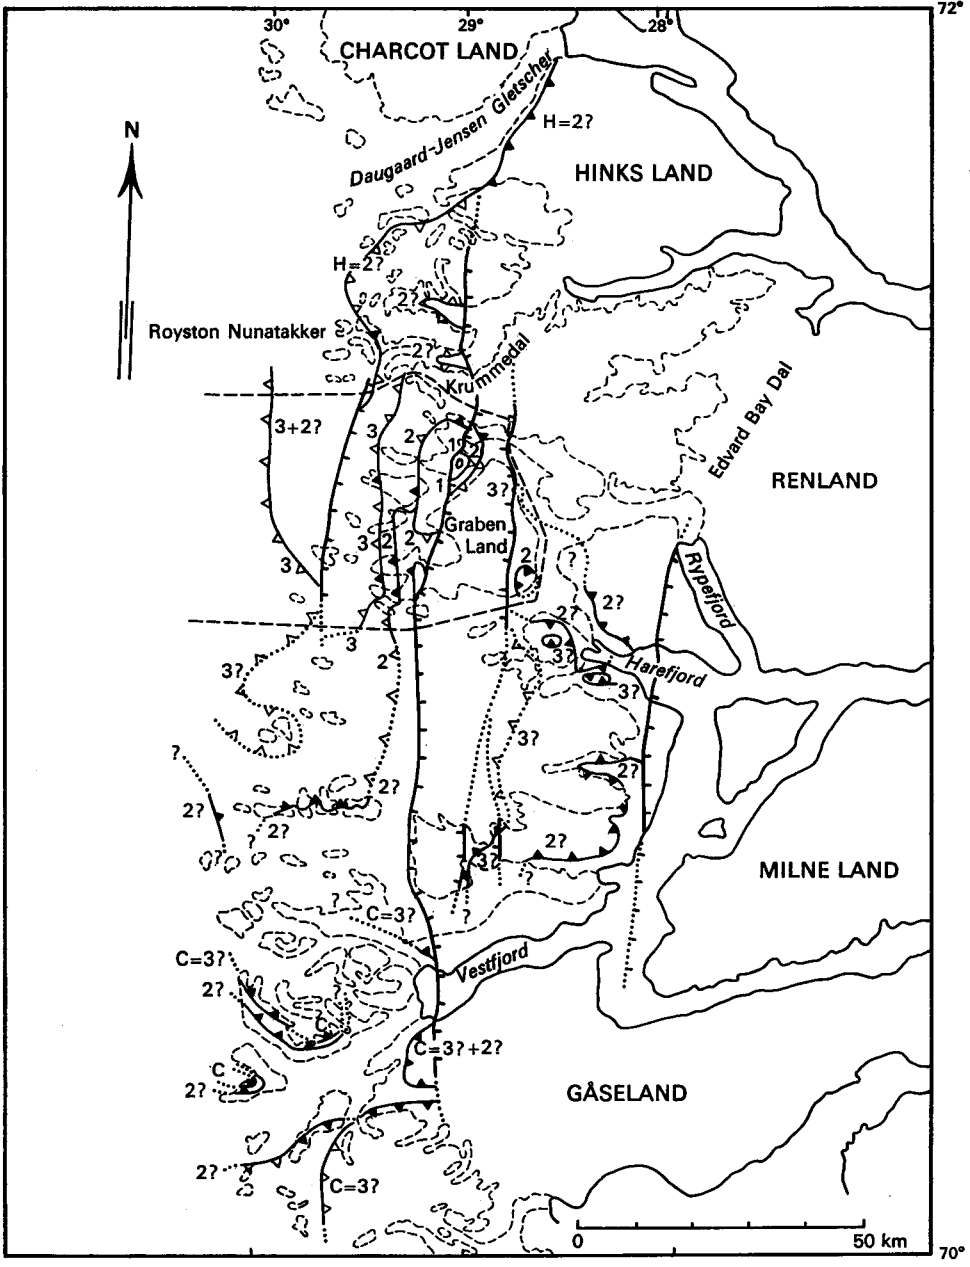 30° 29° 28° 72°
CHARCOT LAND
Daugaard-Jensen Gletscher
H=2?
N
HINKS LAND
H=2?
2?
Royston Nunatakker
2?
Krummedal
Edvard Bay Dal
3+2?
3
2
1
2
1
3?
RENLAND
Graben
Land
3
2
2
2
3
Rypefjord
2?
2?
3
2
3?
3?
Harefjord
3?
3?
?
2?
2?
2?
2?
?
2?
3?
?
?
MILNE LAND
?
?
C=3?
?
C=3?
Vestfjord
2?
C
C=3?+2?
C
2?
GÅSELAND
2?
C=3?
0 50 km
70°